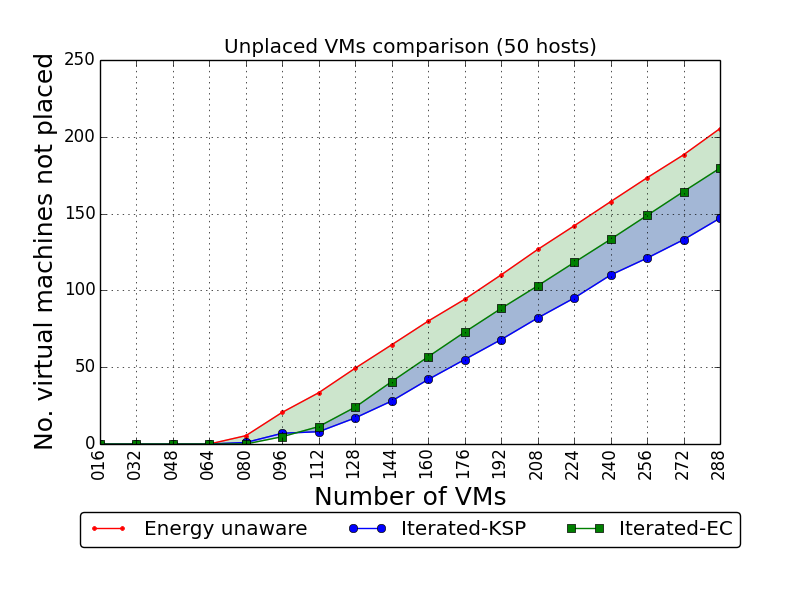 Unplaced VMs comparison (50 hosts)
No. virtual machines not placed
250
200
150
100
50
0
016 032 048 064 080 096 112 128 144 160 176 192 208 224 240 256 272 288
Number of VMs
Energy unaware Iterated-KSP Iterated-EC